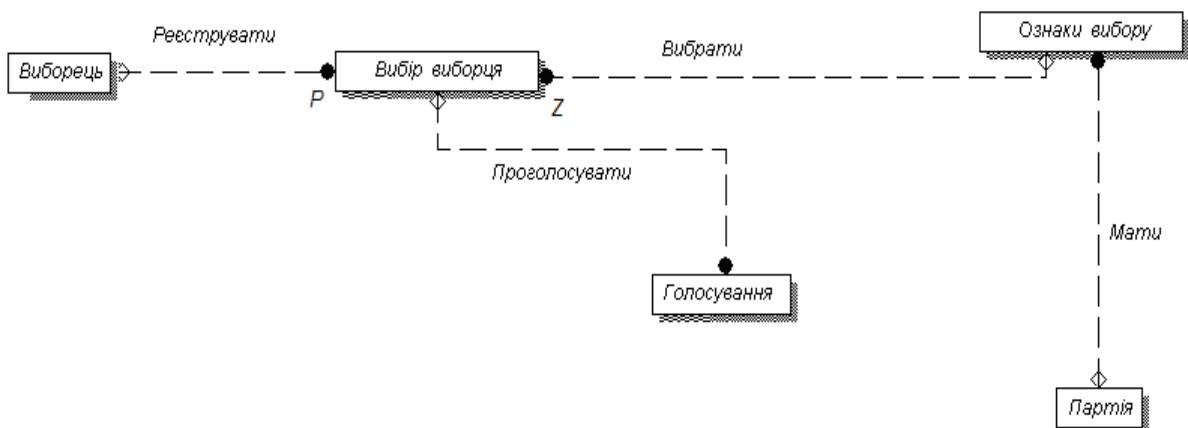 Реєструвати
Виборець
P
Вибір виборця
Z
Вибрати
Ознаки вибору
Проголосувати
Мати
Голосування
Партія